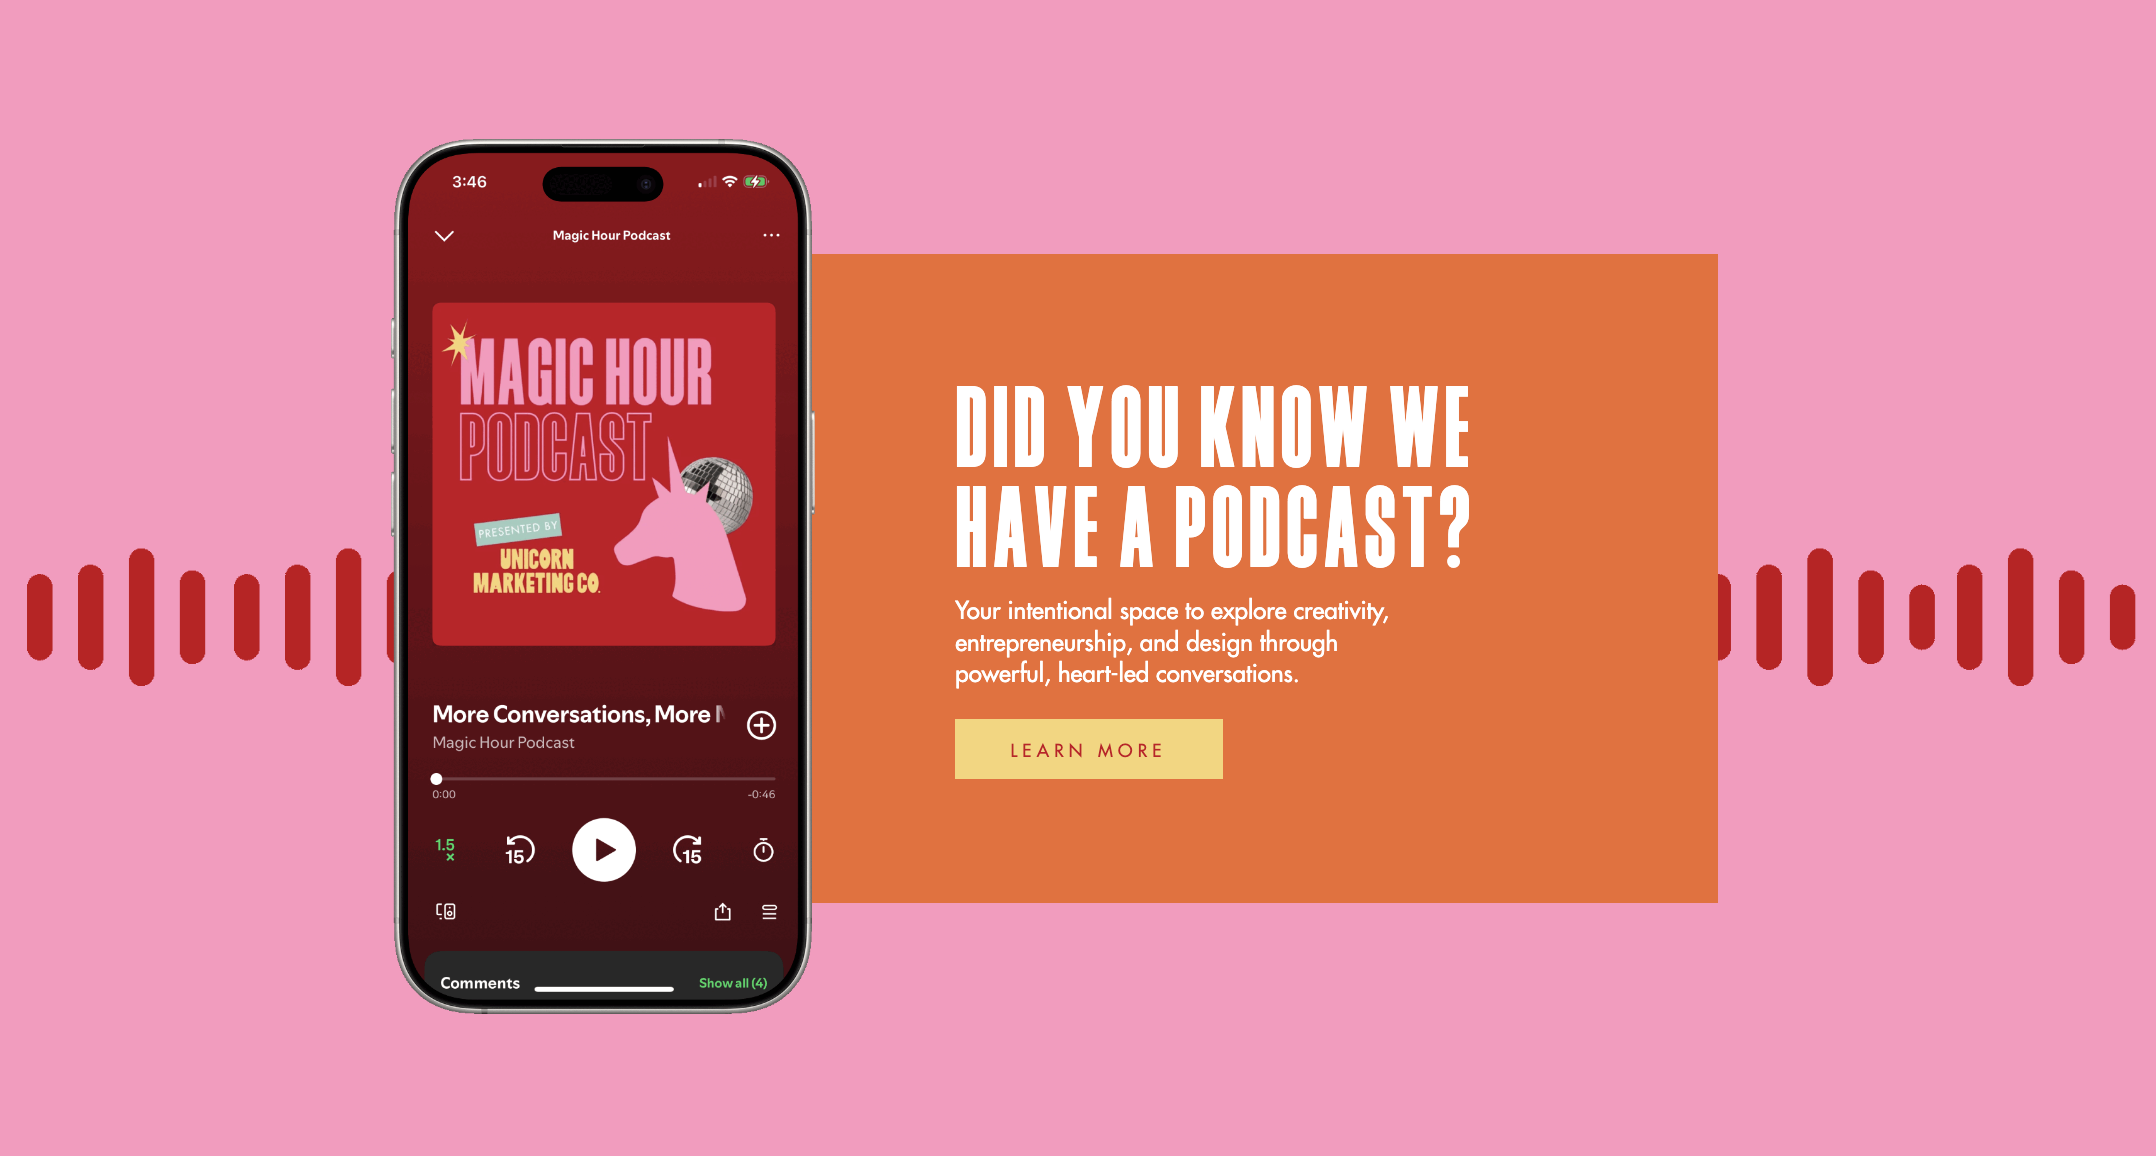 3:46
Magic Hour Podcast
MAGIC HOUR
PODCAST
PRESENTED BY
UNICORN
MARKETING CO.
More Conversations, More
Magic Hour Podcast
0:00
-0:46
1.5
×
15
15
Comments
Show all (4)
DID YOU KNOW WE
HAVE A PODCAST?
Your intentional space to explore creativity,
entrepreneurship, and design through
powerful, heart-led conversations.
LEARN MORE